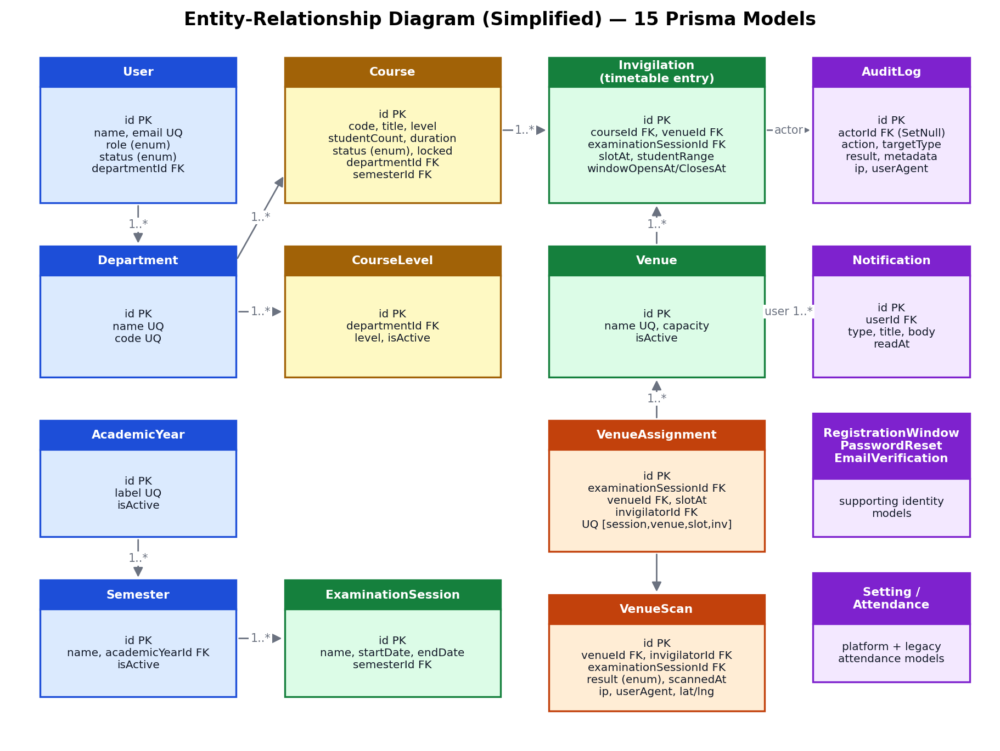 Entity-Relationship Diagram (Simplified) — 15 Prisma Models
User
id PK
name, email UQ
role (enum)
status (enum)
departmentId FK
1..*
Course
id PK
code, title, level
studentCount, duration
status (enum), locked
departmentId FK
semesterId FK
1..*
1..*
Invigilation
(timetable entry)
id PK
courseId FK, venueId FK
examinationSessionId FK
slotAt, studentRange
windowOpensAt/ClosesAt
actor
1..*
AuditLog
id PK
actorId FK (SetNull)
action, targetType
result, metadata
ip, userAgent
Department
id PK
name UQ
code UQ
1..*
CourseLevel
id PK
departmentId FK
level, isActive
Venue
id PK
name UQ, capacity
isActive
user 1..*
1..*
Notification
id PK
userId FK
type, title, body
readAt
AcademicYear
id PK
label UQ
isActive
1..*
VenueAssignment
id PK
examinationSessionId FK
venueId FK, slotAt
invigilatorId FK
UQ [session,venue,slot,inv]
RegistrationWindow
PasswordReset
EmailVerification
supporting identity
models
Semester
id PK
name, academicYearId FK
isActive
1..*
ExaminationSession
id PK
name, startDate, endDate
semesterId FK
VenueScan
id PK
venueId FK, invigilatorId FK
examinationSessionId FK
result (enum), scannedAt
ip, userAgent, lat/lng
Setting /
Attendance
platform + legacy
attendance models